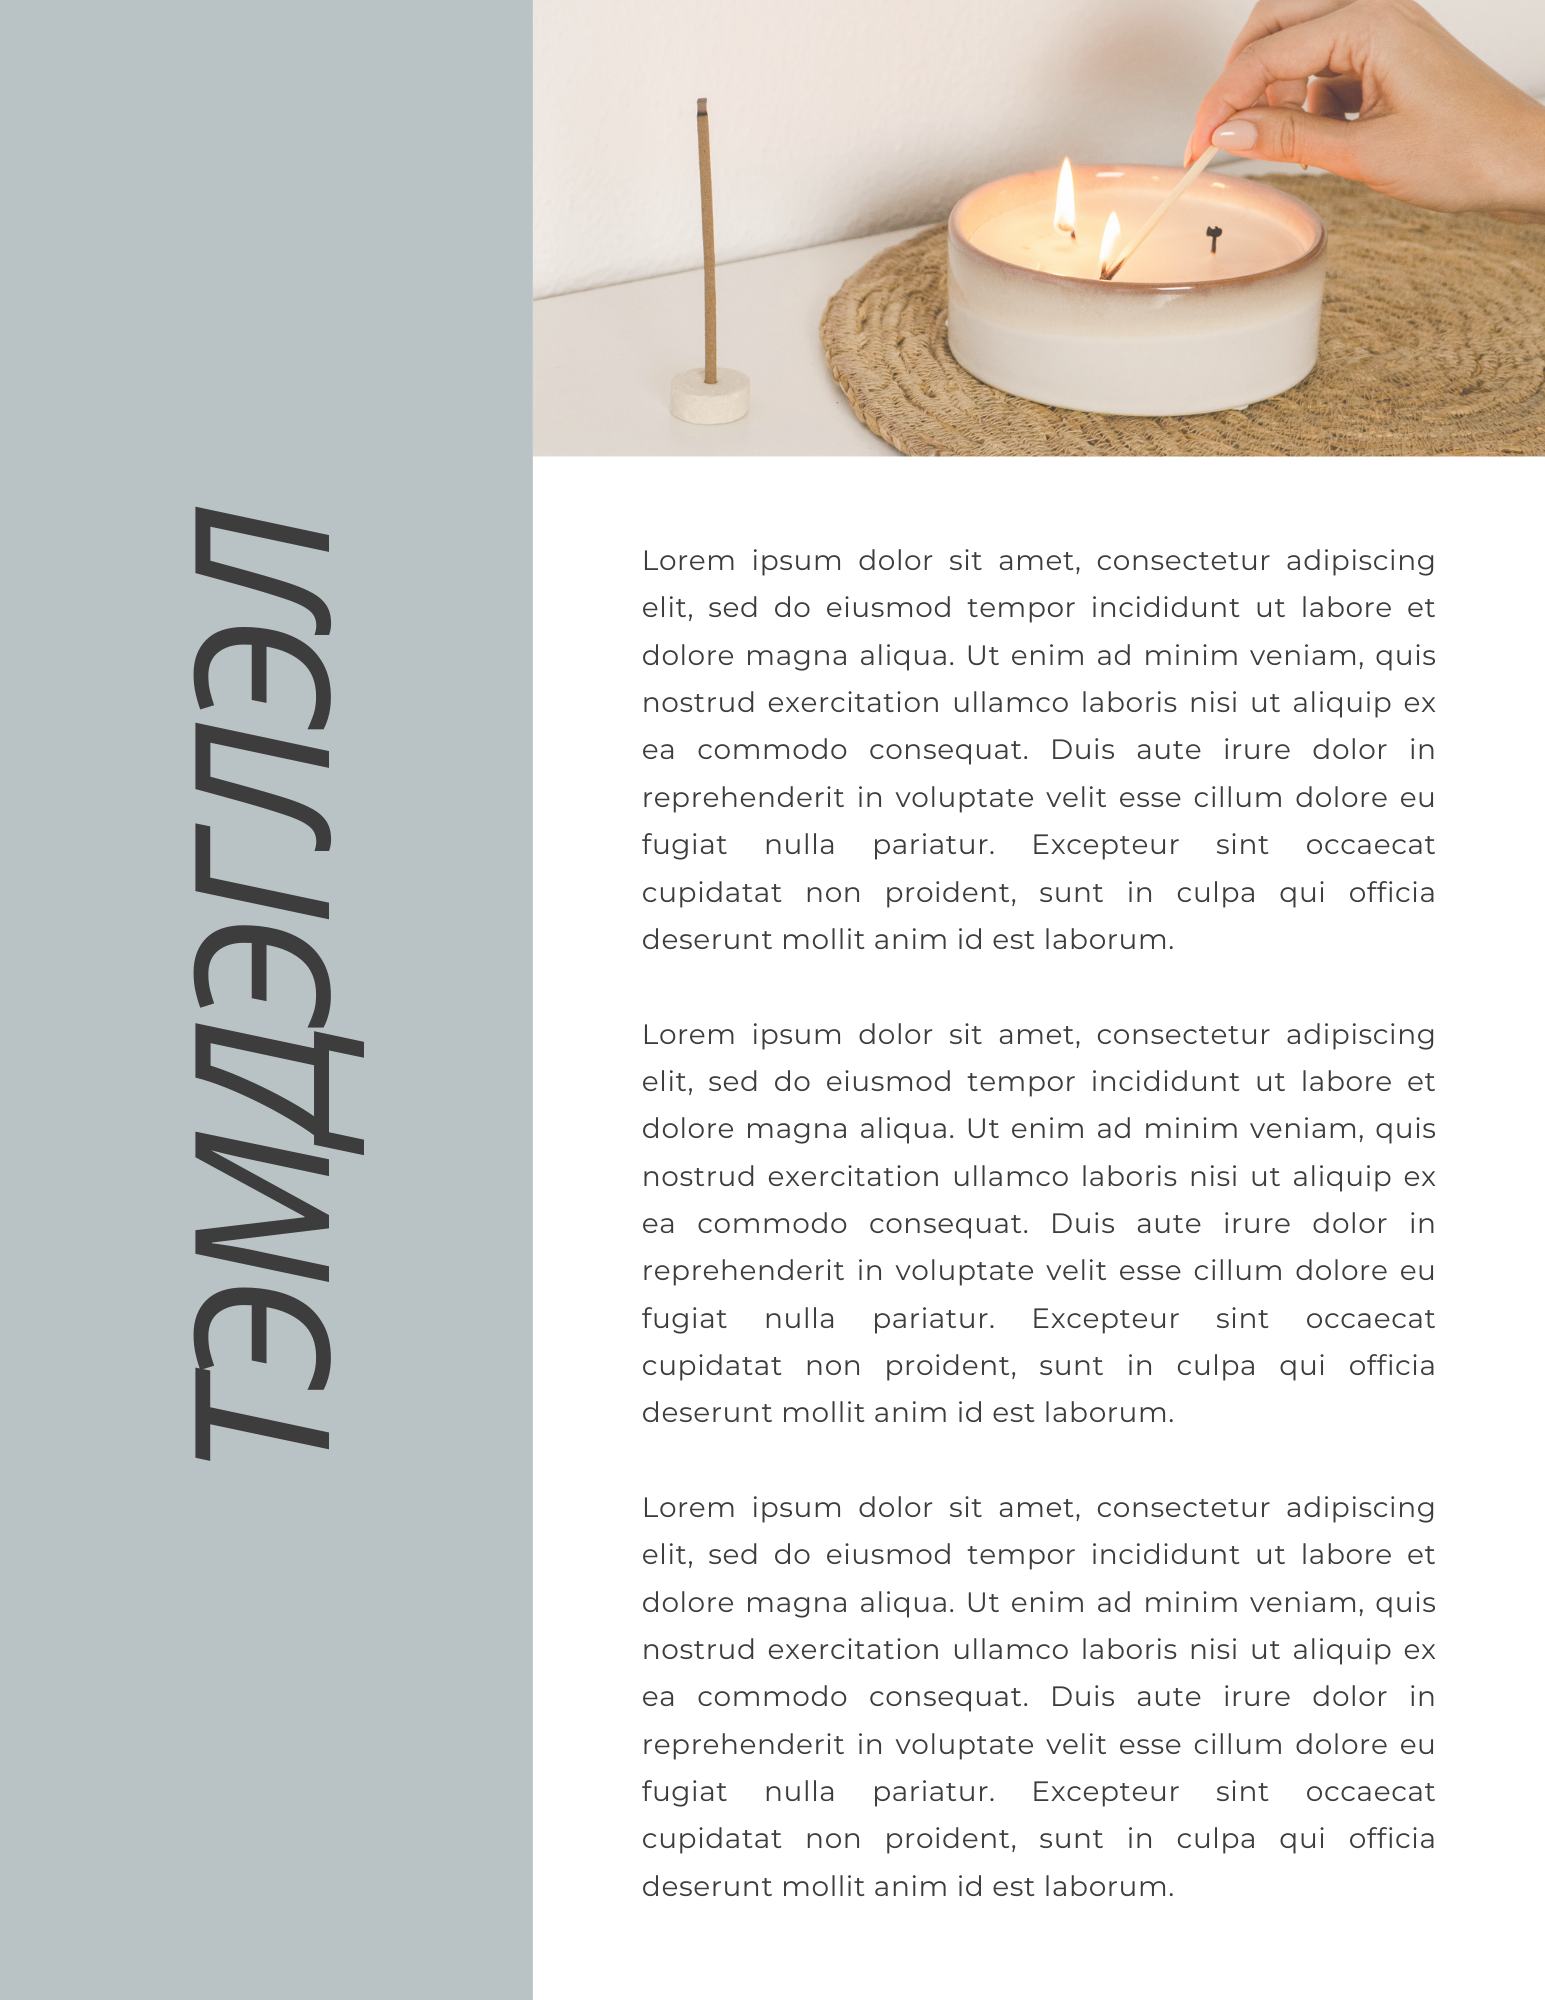 ТЭМДЭГЛЭЛ
Lorem ipsum dolor sit amet, consectetur adipiscing
elit, sed do eiusmod tempor incididunt ut labore et
dolore magna aliqua. Ut enim ad minim veniam, quis
nostrud exercitation ullamco laboris nisi ut aliquip ex
ea commodo consequat. Duis aute irure dolor in
reprehenderit in voluptate velit esse cillum dolore eu
fugiat nulla pariatur. Excepteur sint occaecat
cupidatat non proident, sunt in culpa qui officia
deserunt mollit anim id est laborum.
Lorem ipsum dolor sit amet, consectetur adipiscing
elit, sed do eiusmod tempor incididunt ut labore et
dolore magna aliqua. Ut enim ad minim veniam, quis
nostrud exercitation ullamco laboris nisi ut aliquip ex
ea commodo consequat. Duis aute irure dolor in
reprehenderit in voluptate velit esse cillum dolore eu
fugiat nulla pariatur. Excepteur sint occaecat
cupidatat non proident, sunt in culpa qui officia
deserunt mollit anim id est laborum.
Lorem ipsum dolor sit amet, consectetur adipiscing
elit, sed do eiusmod tempor incididunt ut labore et
dolore magna aliqua. Ut enim ad minim veniam, quis
nostrud exercitation ullamco laboris nisi ut aliquip ex
ea commodo consequat. Duis aute irure dolor in
reprehenderit in voluptate velit esse cillum dolore eu
fugiat nulla pariatur. Excepteur sint occaecat
cupidatat non proident, sunt in culpa qui officia
deserunt mollit anim id est laborum.